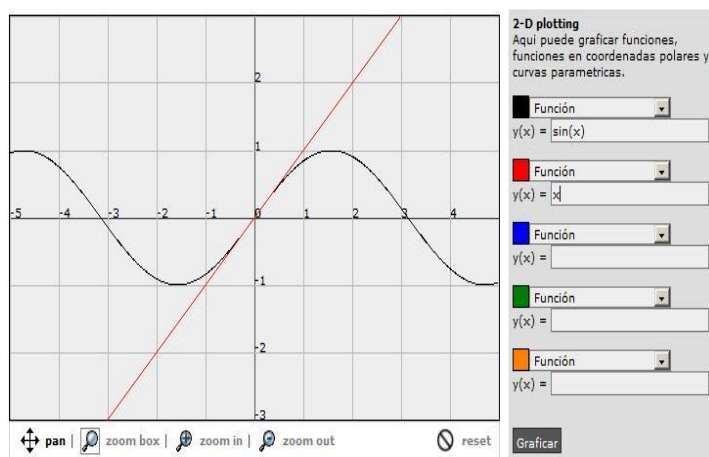 2
1
-5 -4 -3 -2 -1 0 1 2 3 4
-1
-2
-3
pan | zoom box | zoom in | zoom out reset
2-D plotting
Aqui puede graficar funciones,
funciones en coordenadas polares y
curvas parametricas.
Función
y(x) = sin(x)
Función
y(x) = x
Función
y(x) =
Función
y(x) =
Función
y(x) =
Graficar